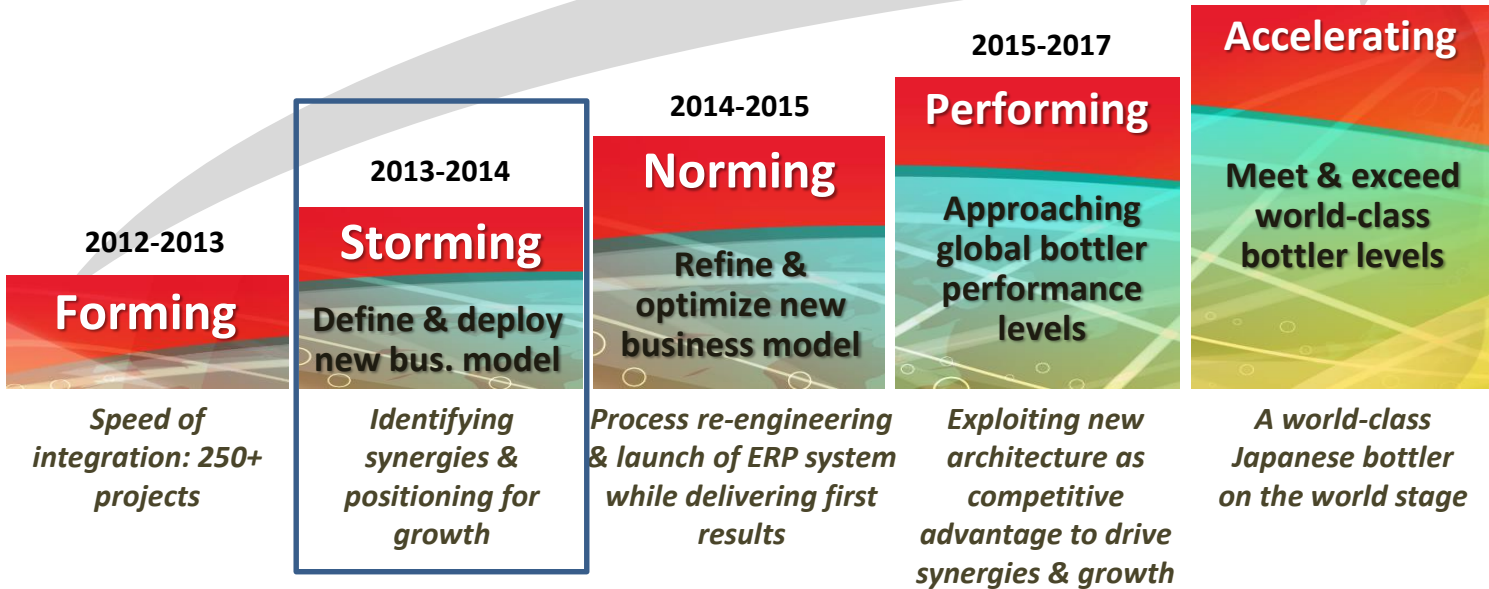 2012-2013
Forming
Speed of
integration: 250+
projects
2013-2014
Storming
Define & deploy
new bus. model
Identifying
synergies &
positioning for
growth
2014-2015
Norming
Refine &
optimize new
business model
Process re-engineering
& launch of ERP system
while delivering first
results
2015-2017
Performing
Approaching
global bottler
performance
levels
Exploiting new
architecture as
competitive
advantage to drive
synergies & growth
Accelerating
Meet & exceed
world-class
bottler levels
A world-class
Japanese bottler
on the world stage